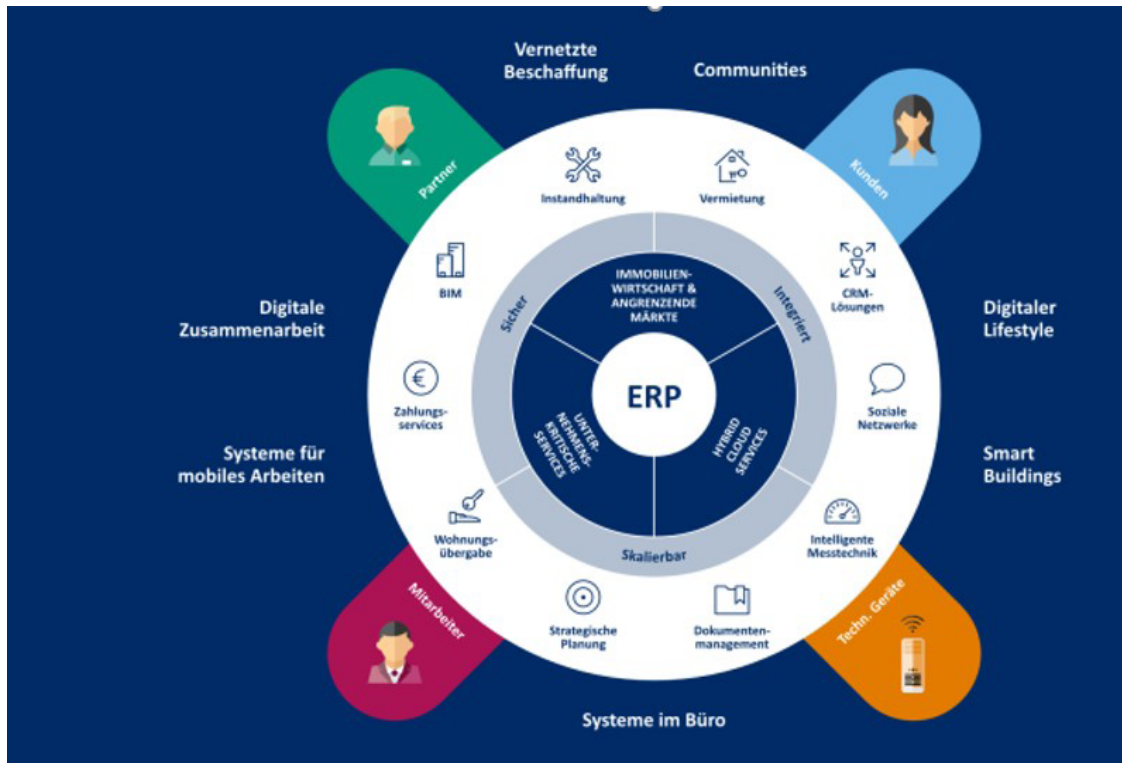 Vernetzte
Beschaffung
Communities
Partner
Kunden
Instandhaltung
Vermietung
BIM
CRM-
Lösungen
Sicher
Integriert
IMMOBILIEN-
WIRTSCHAFT &
ANGRENZENDE
MÄRKTE
Digitale
Zusammenarbeit
Digitaler
Lifestyle
ERP
Zahlungs-
services
Soziale
Netzwerke
UNTER-
NEHMENS-
KRITISCHE
SERVICES
HYBRID
CLOUD
SERVICES
Systeme für
mobiles Arbeiten
Smart
Buildings
Wohnungs-
übergabe
Intelligente
Messtechnik
Skalierbar
Mitarbeiter
Techn. Geräte
Strategische
Planung
Dokumenten-
management
Systeme im Büro